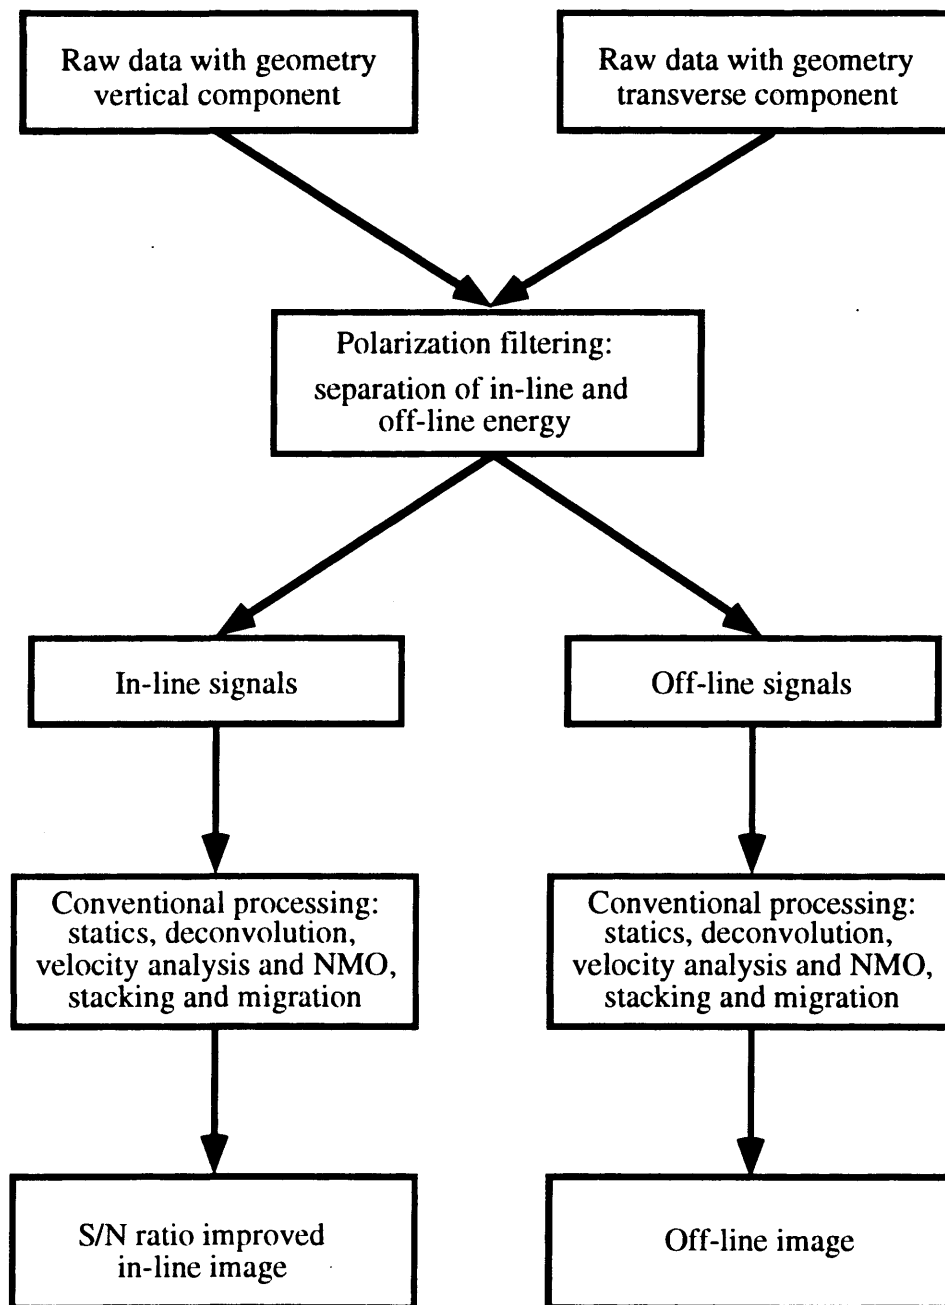 Raw data with geometry
vertical component
Raw data with geometry
transverse component
Polarization filtering:
separation of in-line and
off-line energy
In-line signals
Off-line signals
Conventional processing:
statics, deconvolution,
velocity analysis and NMO,
stacking and migration
Conventional processing:
statics, deconvolution,
velocity analysis and NMO,
stacking and migration
S/N ratio improved
in-line image
Off-line image